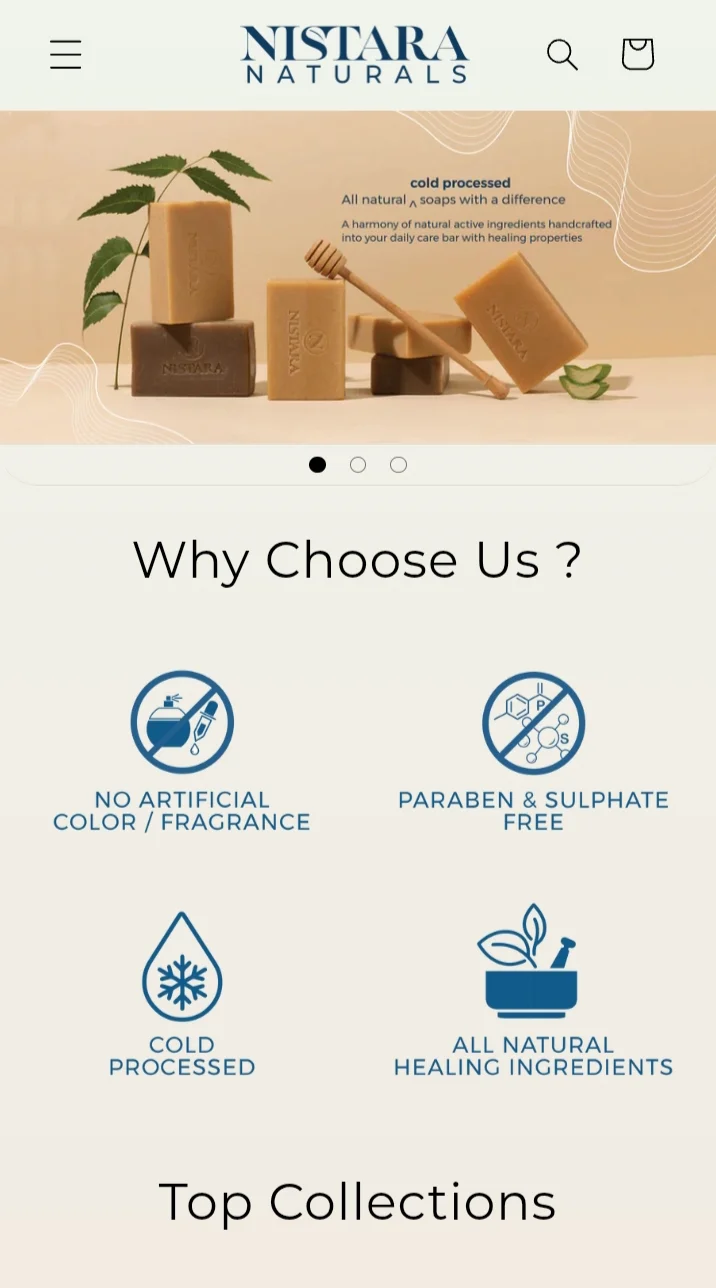 NISTARA
NATURALS
cold processed
All natural ^ soaps with a difference
A harmony of natural active ingredients handcrafted
into your daily care bar with healing properties
NISTARA
NISTARA
NISTARA
NISTARA
Why Choose Us ?
P
S
NO ARTIFICIAL
COLOR / FRAGRANCE
PARABEN & SULPHATE
FREE
COLD
PROCESSED
ALL NATURAL
HEALING INGREDIENTS
Top Collections